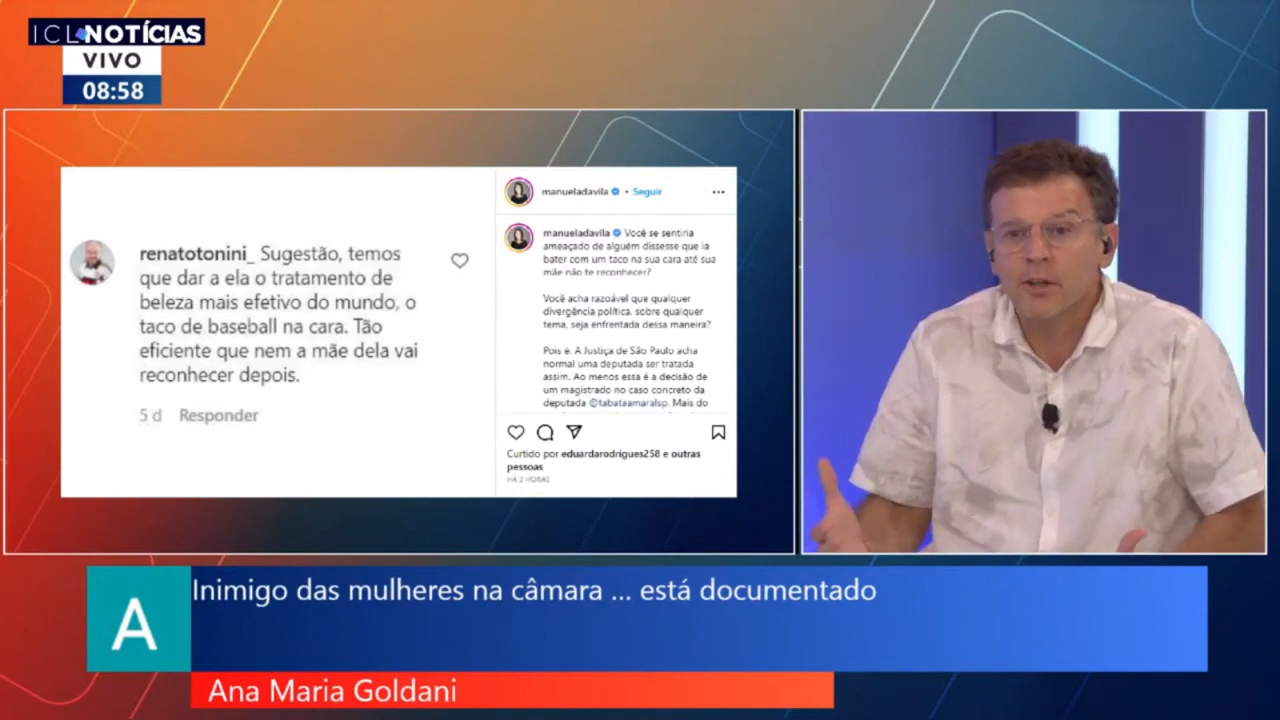 ICL NOTÍCIAS
VIVO
08:58
renatotonini_ Sugestão, temos
que dar a ela o tratamento de
beleza mais efetivo do mundo, o
taco de baseball na cara. Tão
eficiente que nem a mãe dela vai
reconhecer depois.
5 d Responder
manueladavila • Seguir
manueladavila Você se sentiria
ameaçado de alguém dissesse que ia
bater com um taco na sua cara até sua
mãe não te reconhecer?
Você acha razoável que qualquer
divergência política, sobre qualquer
tema, seja enfrentada dessa maneira?
Pois é. A Justiça de São Paulo acha
normal uma deputada ser tratada
assim. Ao menos essa é a decisão de
um magistrado no caso concreto da
deputada @tabataamaralsp. Mais do
Curtido por eduardarodrigues258 e outras
pessoas
HÁ 2 HORAS
A
Inimigo das mulheres na câmara ... está documentado
Ana Maria Goldani